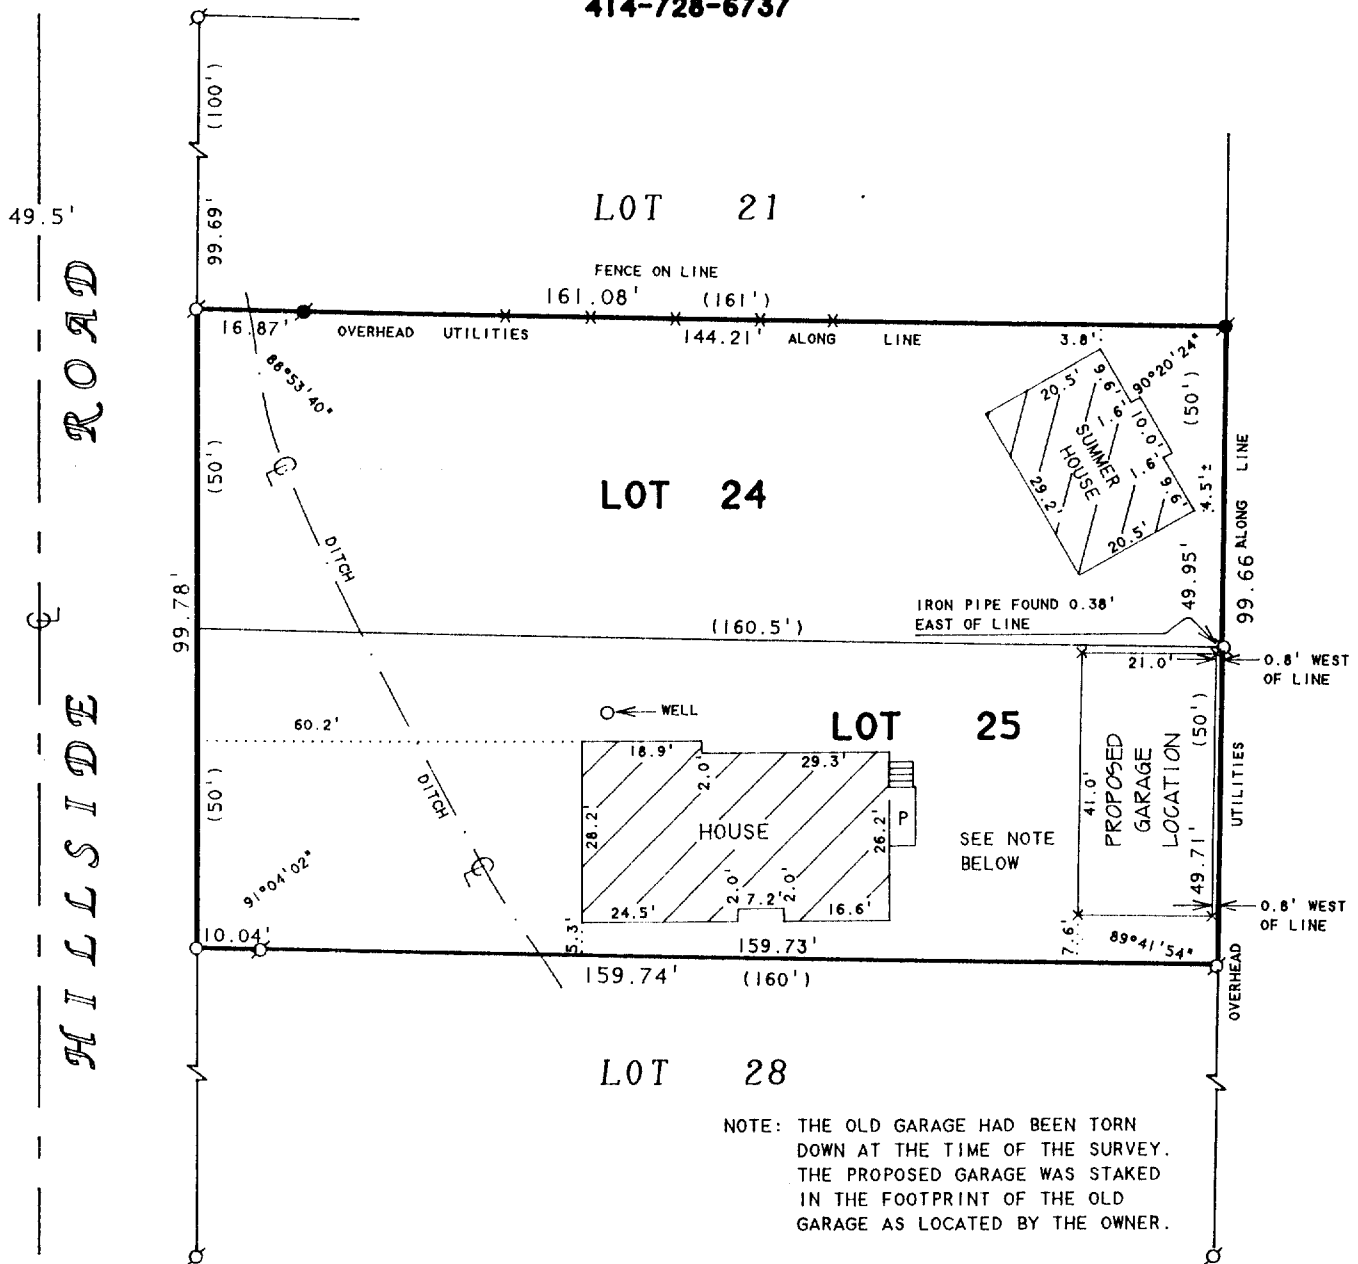 414-728-6737
(100')
49.5'
99.69'
LOT 21
FENCE ON LINE
161.08' (161')
16.87' OVERHEAD UTILITIES 144.21' ALONG LINE 3.8'
88°53'40"
90°20'24"
ROAD
(50')
(50')
20.5' 9.6'
1.6' 10.0'
SUMMER
HOUSE
1.6' 9.6'
29.2'
20.5'
4.5'±
ALONG LINE
℄
LOT 24
DITCH
99.78'
49.95'
99.66
IRON PIPE FOUND 0.38'
EAST OF LINE
℄
(160.5')
21.0'
0.8' WEST
OF LINE
WELL
60.2'
LOT 25
(50')
18.9'
2.0'
29.3'
(50')
DITCH
28.2'
HOUSE
26.2'
P
SEE NOTE
BELOW
41.0'
PROPOSED
GARAGE
LOCATION
UTILITIES
49.71'
HILLSIDE
91°04'02"
℄
24.5'
2.0'
7.2'
2.0'
16.6'
0.8' WEST
OF LINE
10.04'
5.3'
159.73'
7.6'
89°41'54"
159.74' (160')
OVERHEAD
LOT 28
NOTE: THE OLD GARAGE HAD BEEN TORN
DOWN AT THE TIME OF THE SURVEY.
THE PROPOSED GARAGE WAS STAKED
IN THE FOOTPRINT OF THE OLD
GARAGE AS LOCATED BY THE OWNER.